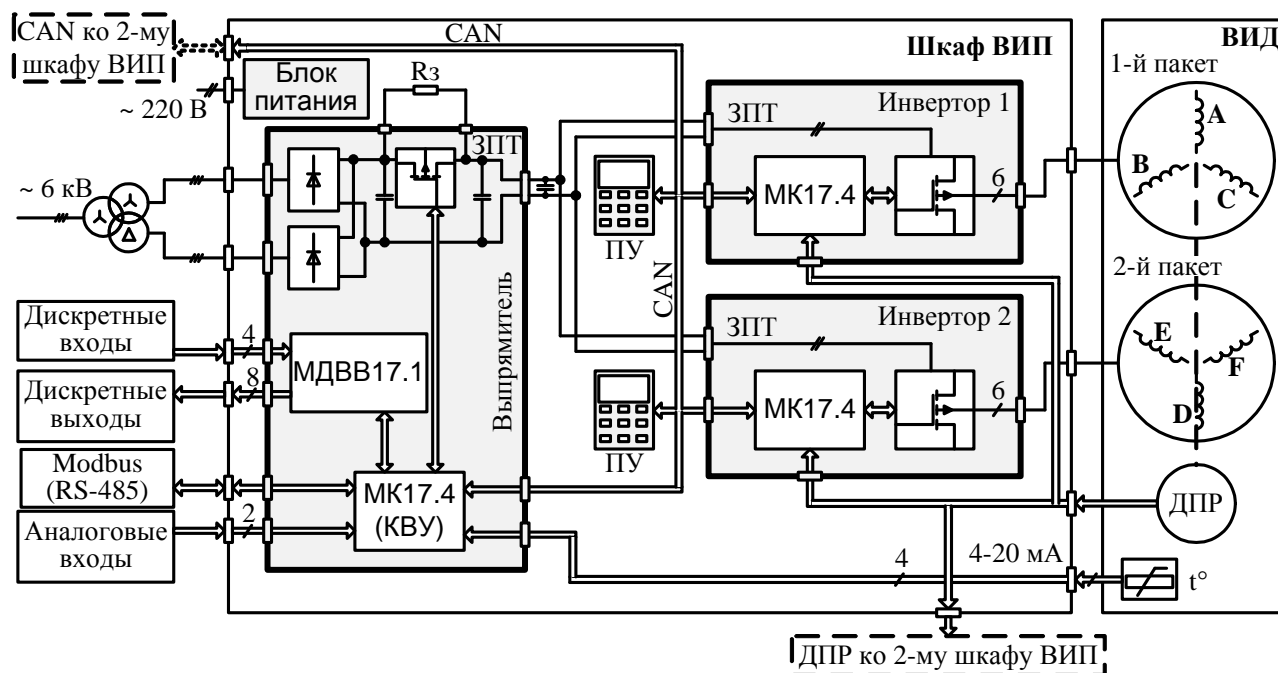 CAN ко 2-му
шкафу ВИП
CAN
Шкаф ВИП
ВИД
Блок
питания
~ 220 В
Rз
ЗПТ
~ 6 кВ
Выпрямитель
Дискретные
входы
4
МДВВ17.1
Дискретные
выходы
8
Modbus
(RS-485)
МК17.4
(КВУ)
Аналоговые
входы
2
CAN
ПУ
ЗПТ
Инвертор 1
МК17.4
6
ПУ
ЗПТ
Инвертор 2
МК17.4
6
1-й пакет
A
B
C
2-й пакет
E
F
D
ДПР
4-20 мА
4
t°
ДПР ко 2-му шкафу ВИП